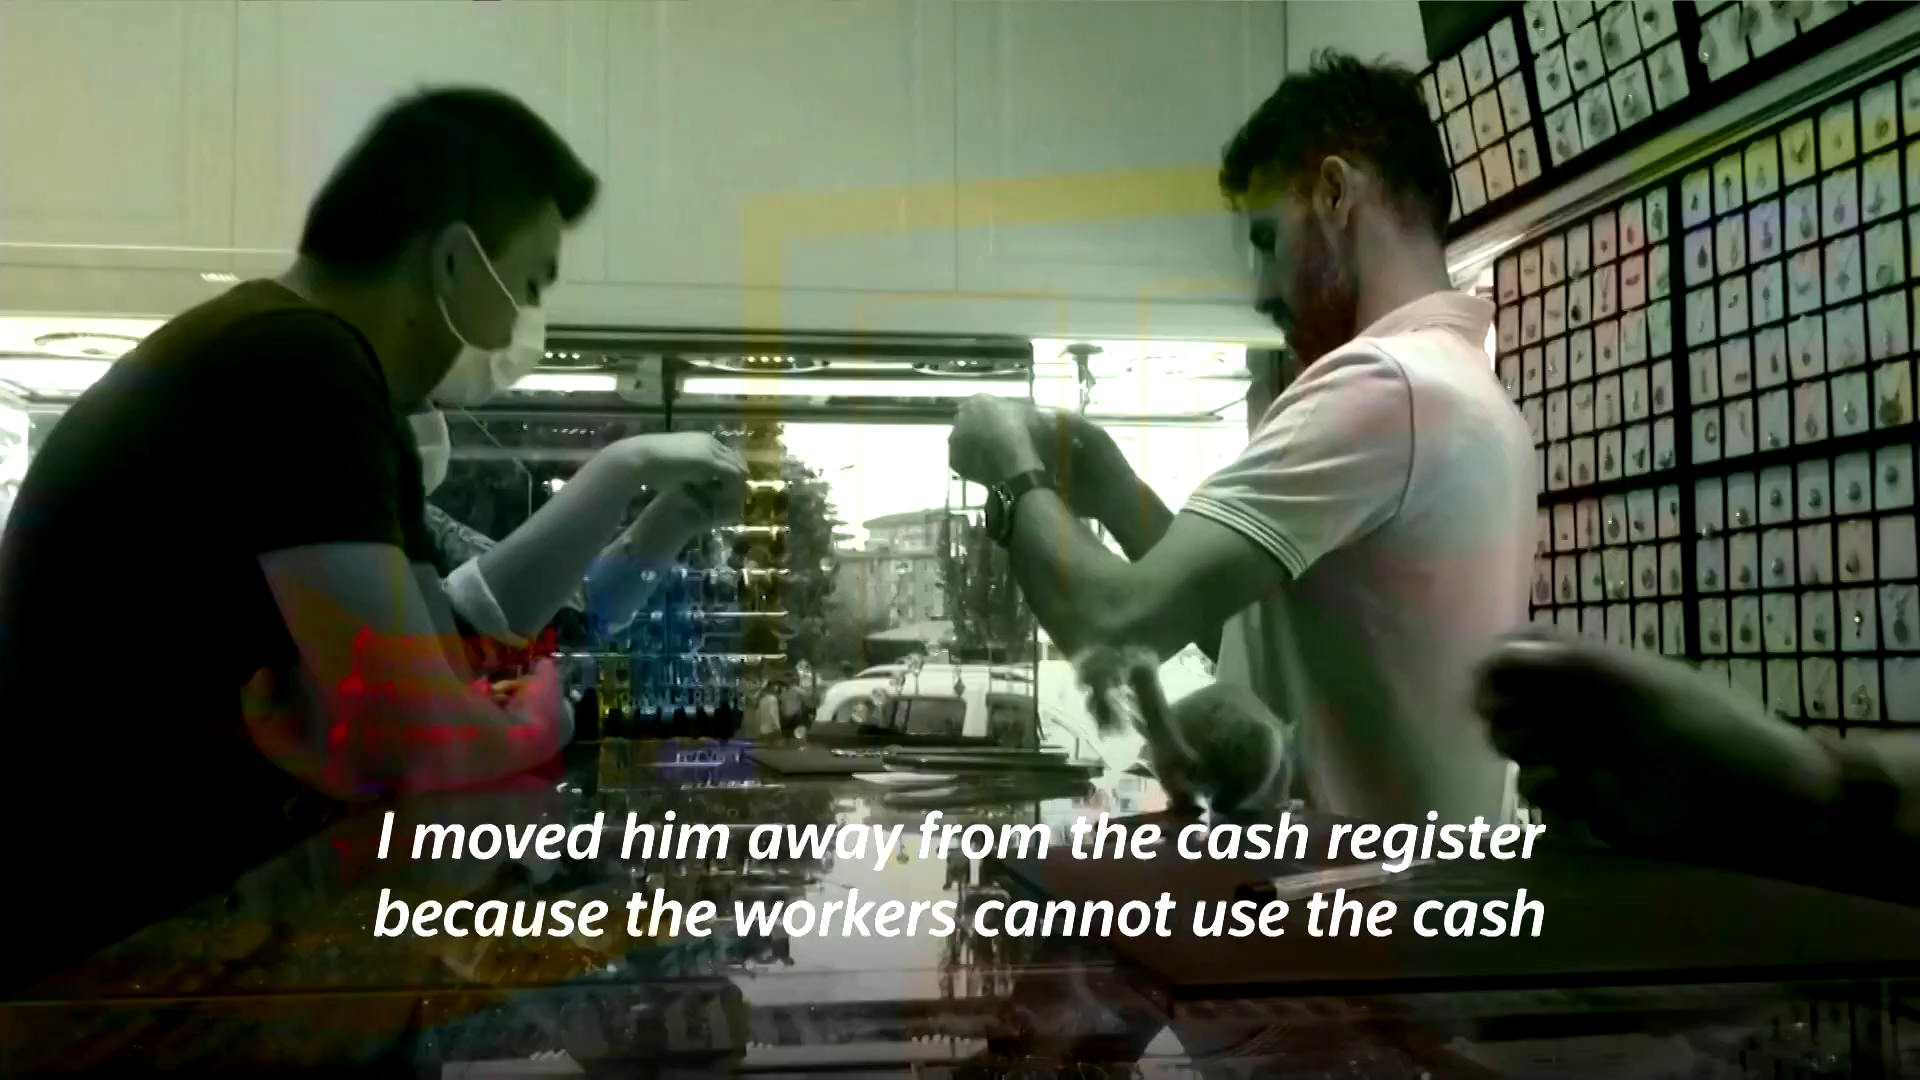 I moved him away from the cash register
because the workers cannot use the cash